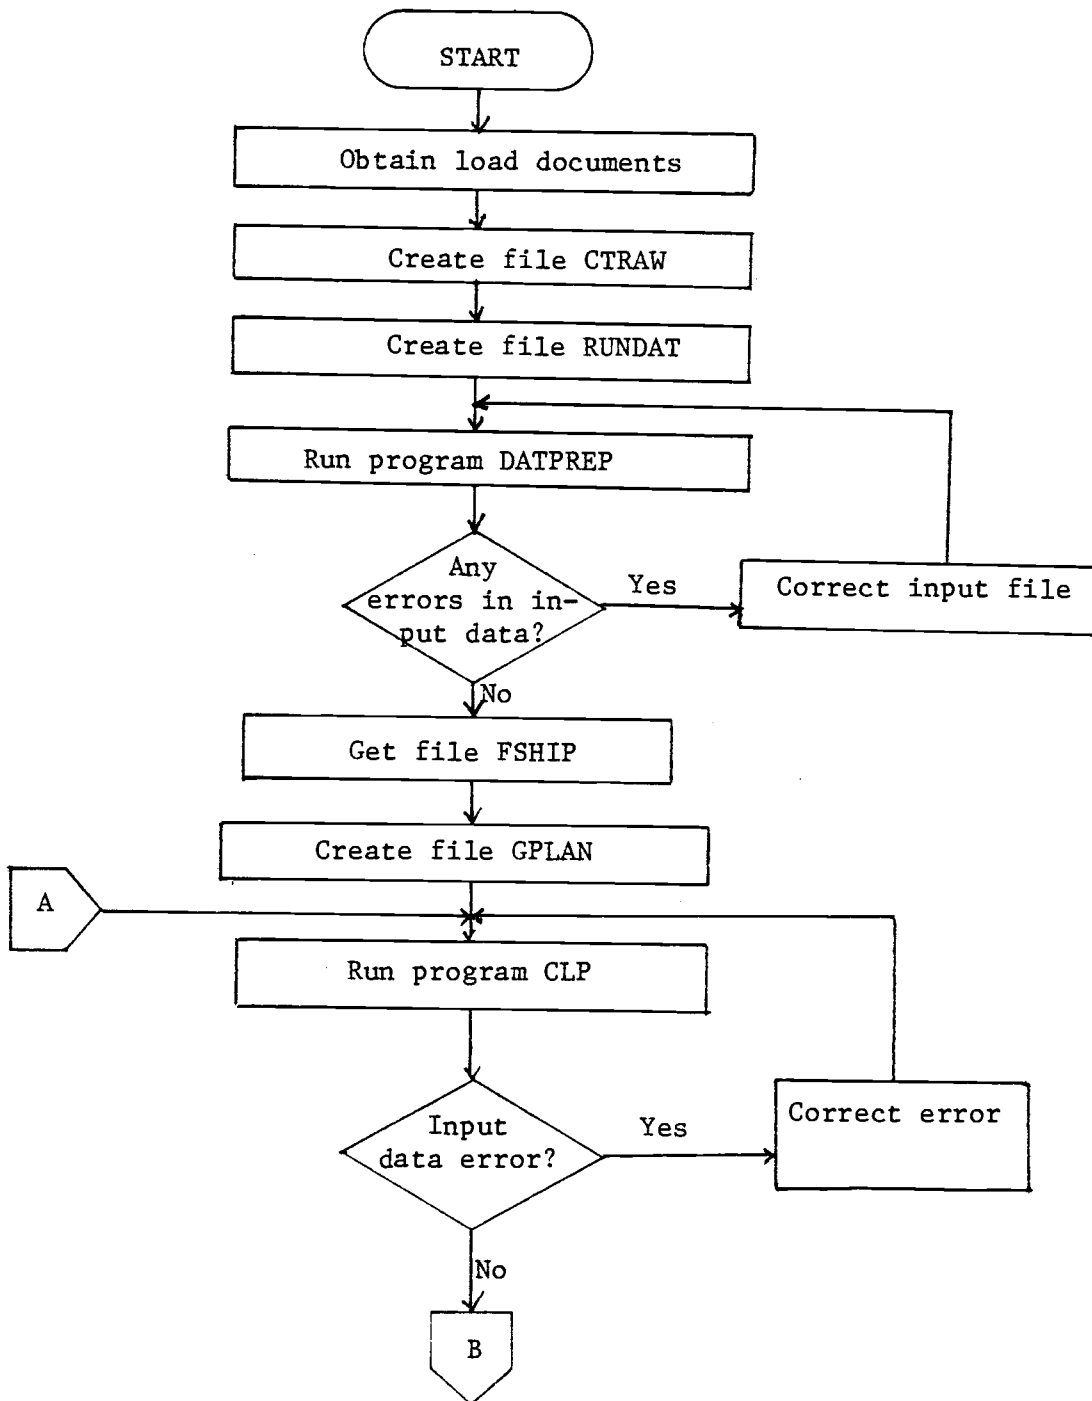 START
Obtain load documents
Create file CTRAW
Create file RUNDAT
Run program DATPREP
Any
errors in in-
put data?
Yes
Correct input file
No
Get file FSHIP
Create file GPLAN
A
Run program CLP
Input
data error?
Yes
Correct error
No
B